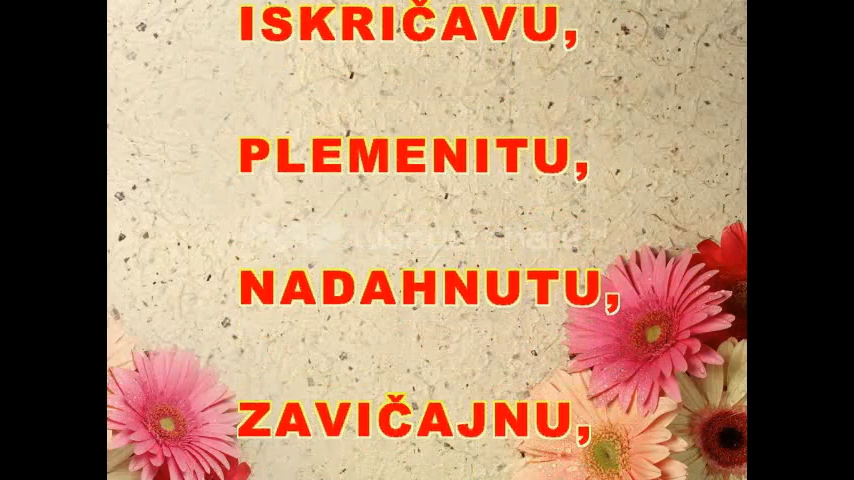 ISKRIČAVU,
PLEMENITU,
NADAHNUTU,
ZAVIČAJNU,